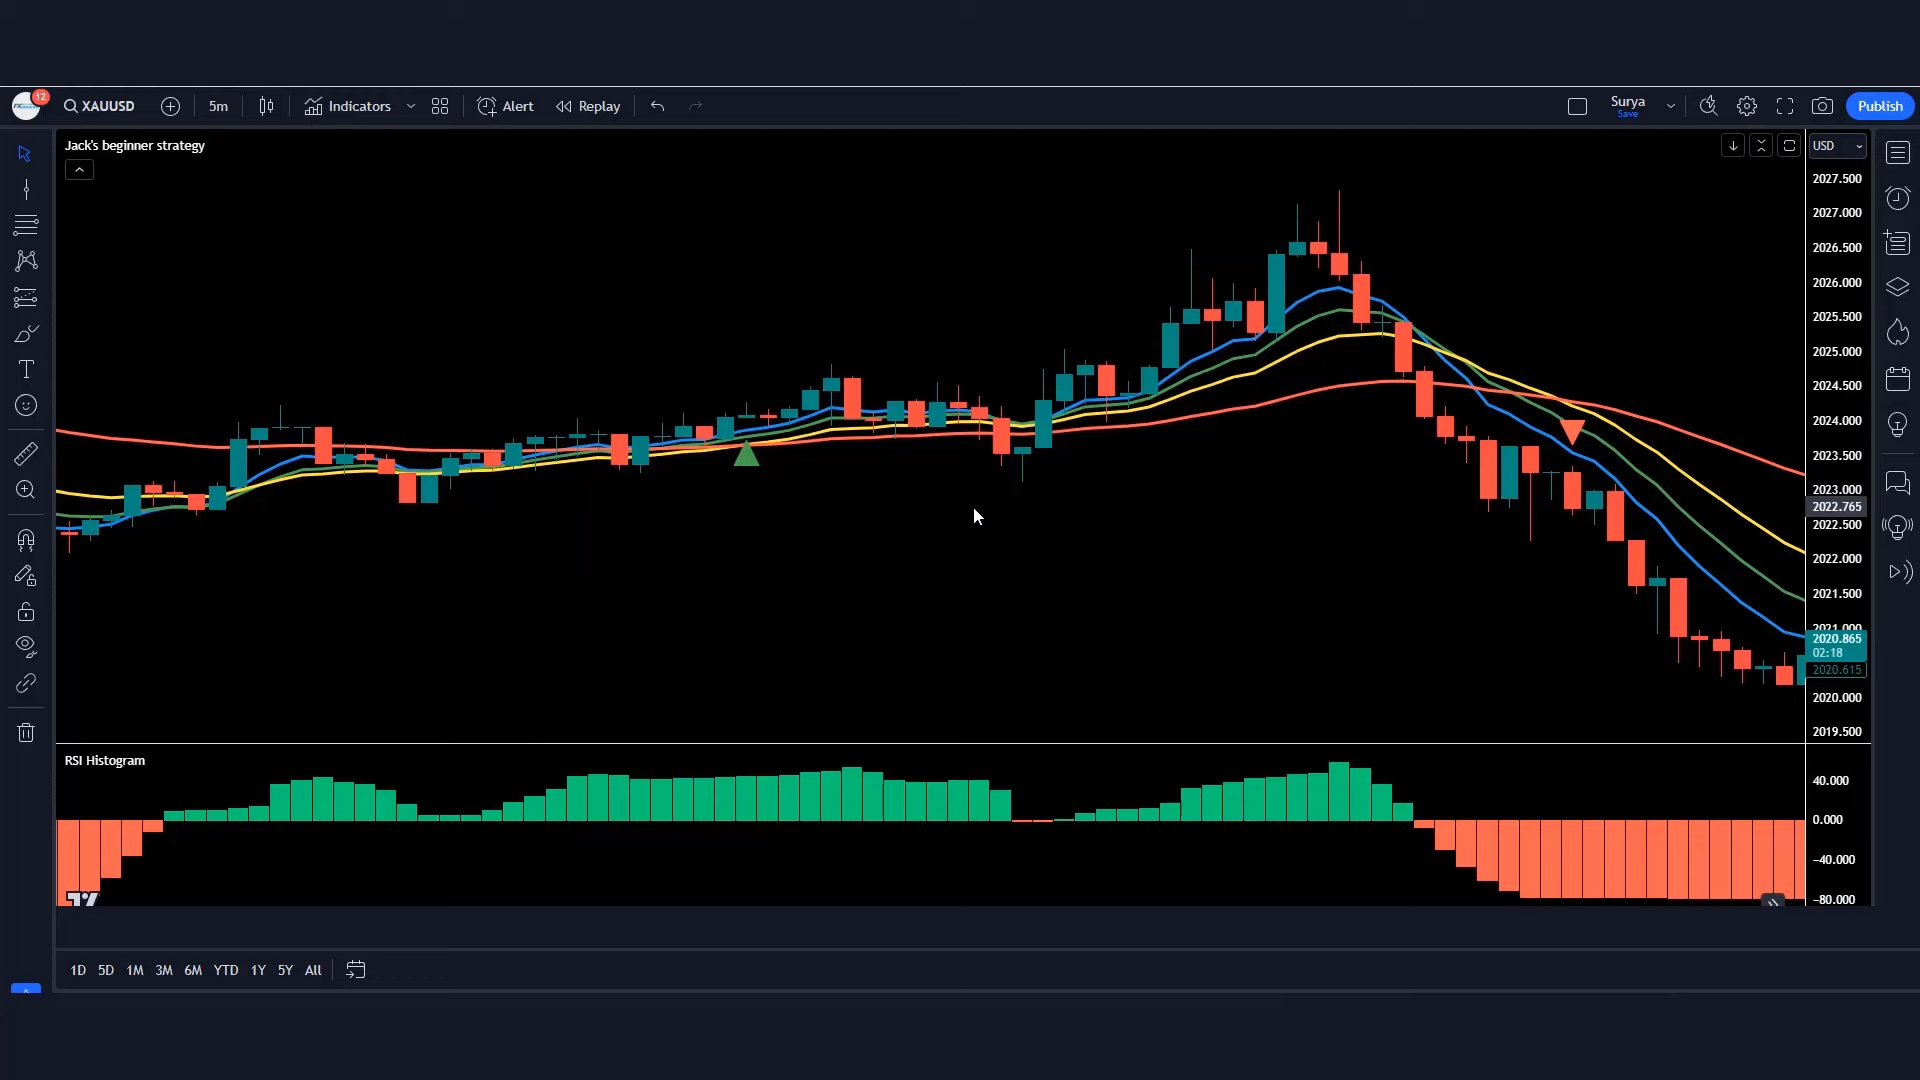 12
XAUUSD
5m
Indicators
Alert
Replay
Surya
Save
Publish
Jack's beginner strategy
USD
2027.500
2027.000
2026.500
2026.000
2025.500
2025.000
2024.500
2024.000
2023.500
2023.000
2022.765
2022.500
2022.000
2021.500
2021.000
2020.865
02:18
2020.615
2020.000
2019.500
RSI Histogram
40.000
0.000
−40.000
−80.000
1D 5D 1M 3M 6M YTD 1Y 5Y All